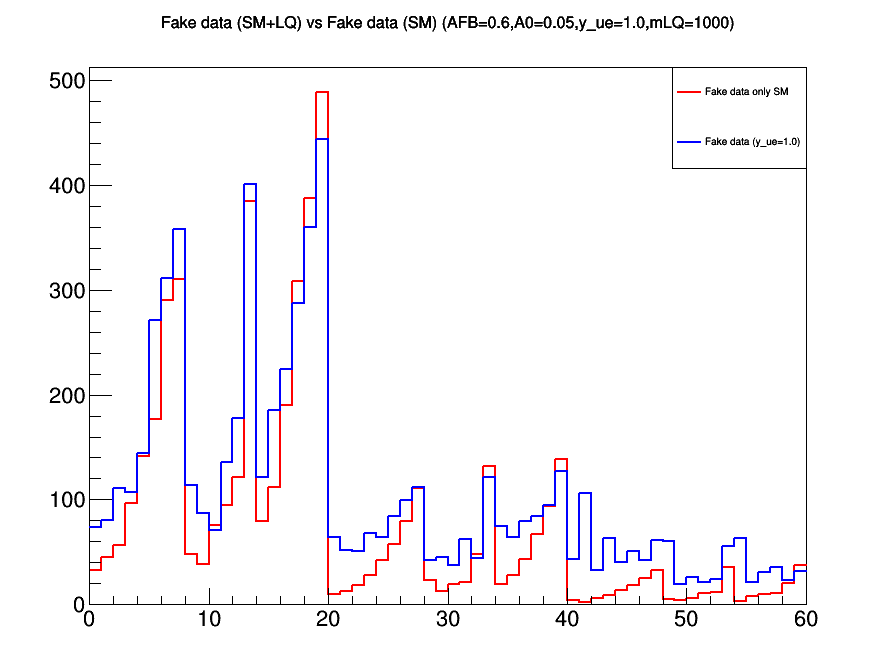 Fake data (SM+LQ) vs Fake data (SM) (AFB=0.6,A0=0.05,y_ue=1.0,mLQ=1000)
Fake data only SM
Fake data (y_ue=1.0)
500
400
300
200
100
0
0 10 20 30 40 50 60